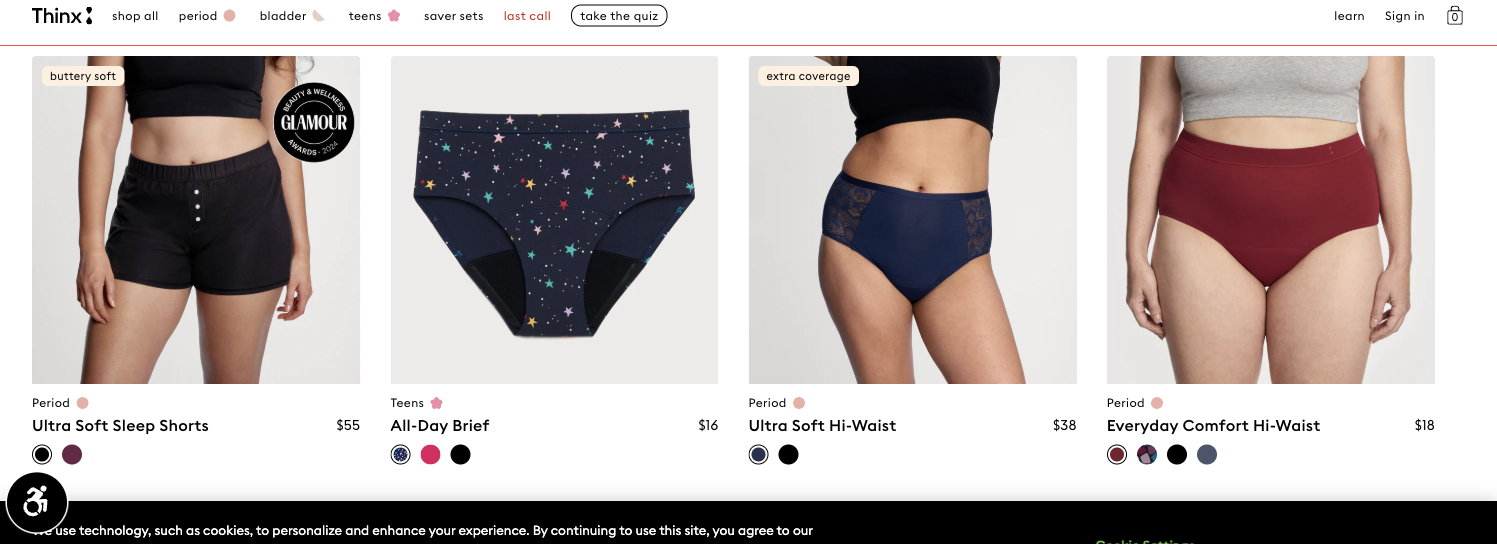 Thinx
shop all
period
bladder
teens
saver sets
last call
take the quiz
learn
Sign in
0
buttery soft
BEAUTY & WELLNESS
GLAMOUR
AWARDS · 2024
extra coverage
Period
Ultra Soft Sleep Shorts
$55
Teens
All-Day Brief
$16
Period
Ultra Soft Hi-Waist
$38
Period
Everyday Comfort Hi-Waist
$18
use technology, such as cookies, to personalize and enhance your experience. By continuing to use this site, you agree to our
Cookie Settings